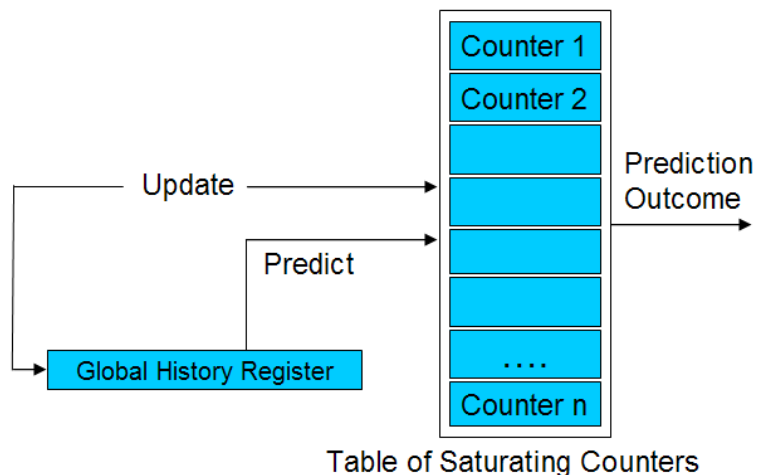 Counter 1
Counter 2
Prediction
Outcome
Update
Predict
Global History Register
....
Counter n
Table of Saturating Counters